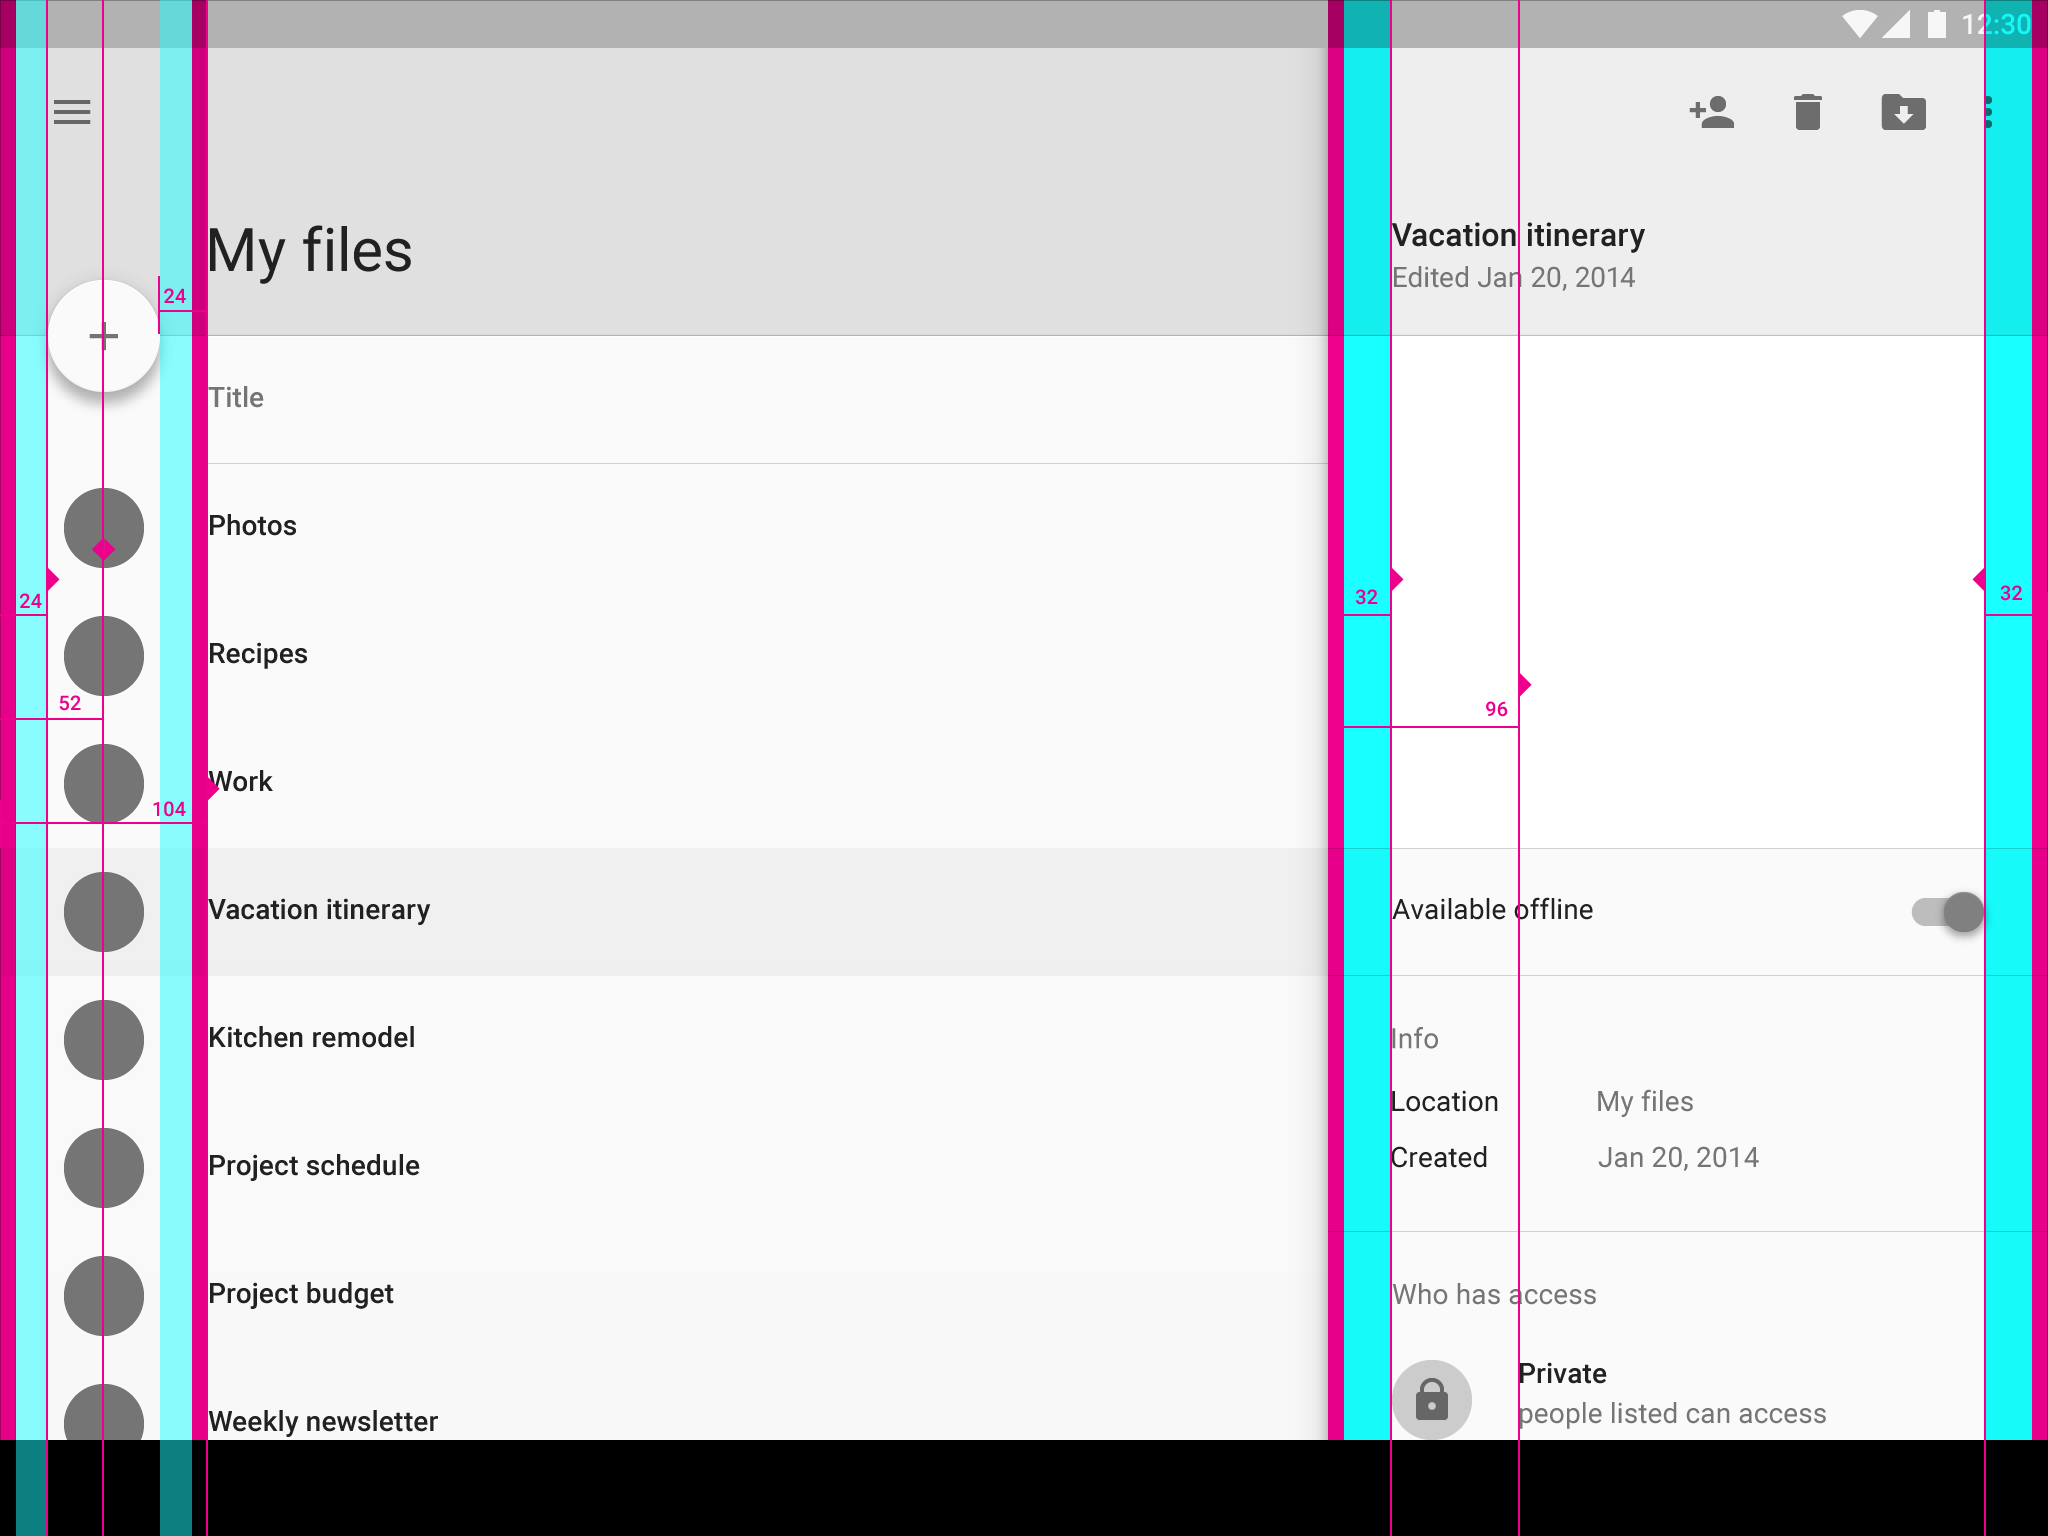 12:30
My files
Vacation itinerary
Edited Jan 20, 2014
24
Title
Photos
24
32
32
Recipes
52
96
Work
104
Vacation itinerary
Available offline
Kitchen remodel
Info
Location My files
Project schedule
Created Jan 20, 2014
Project budget
Who has access
Private
Weekly newsletter
people listed can access